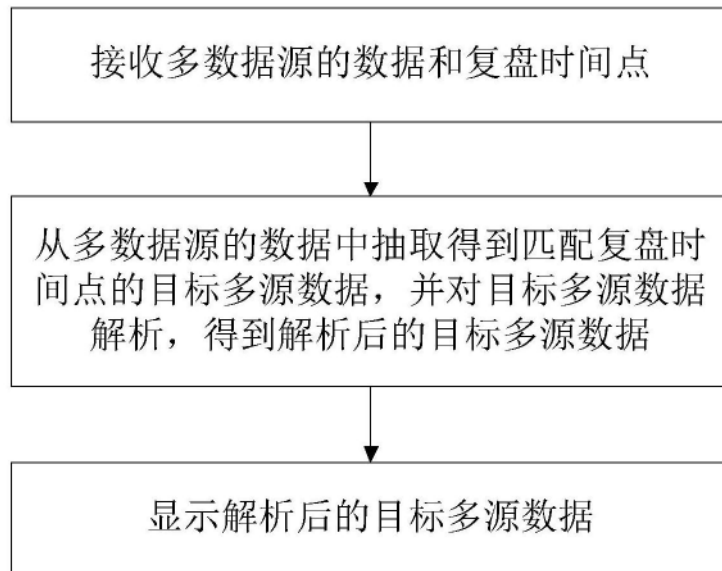 接收多数据源的数据和复盘时间点
从多数据源的数据中抽取得到匹配复盘时
间点的目标多源数据，并对目标多源数据
解析，得到解析后的目标多源数据
显示解析后的目标多源数据